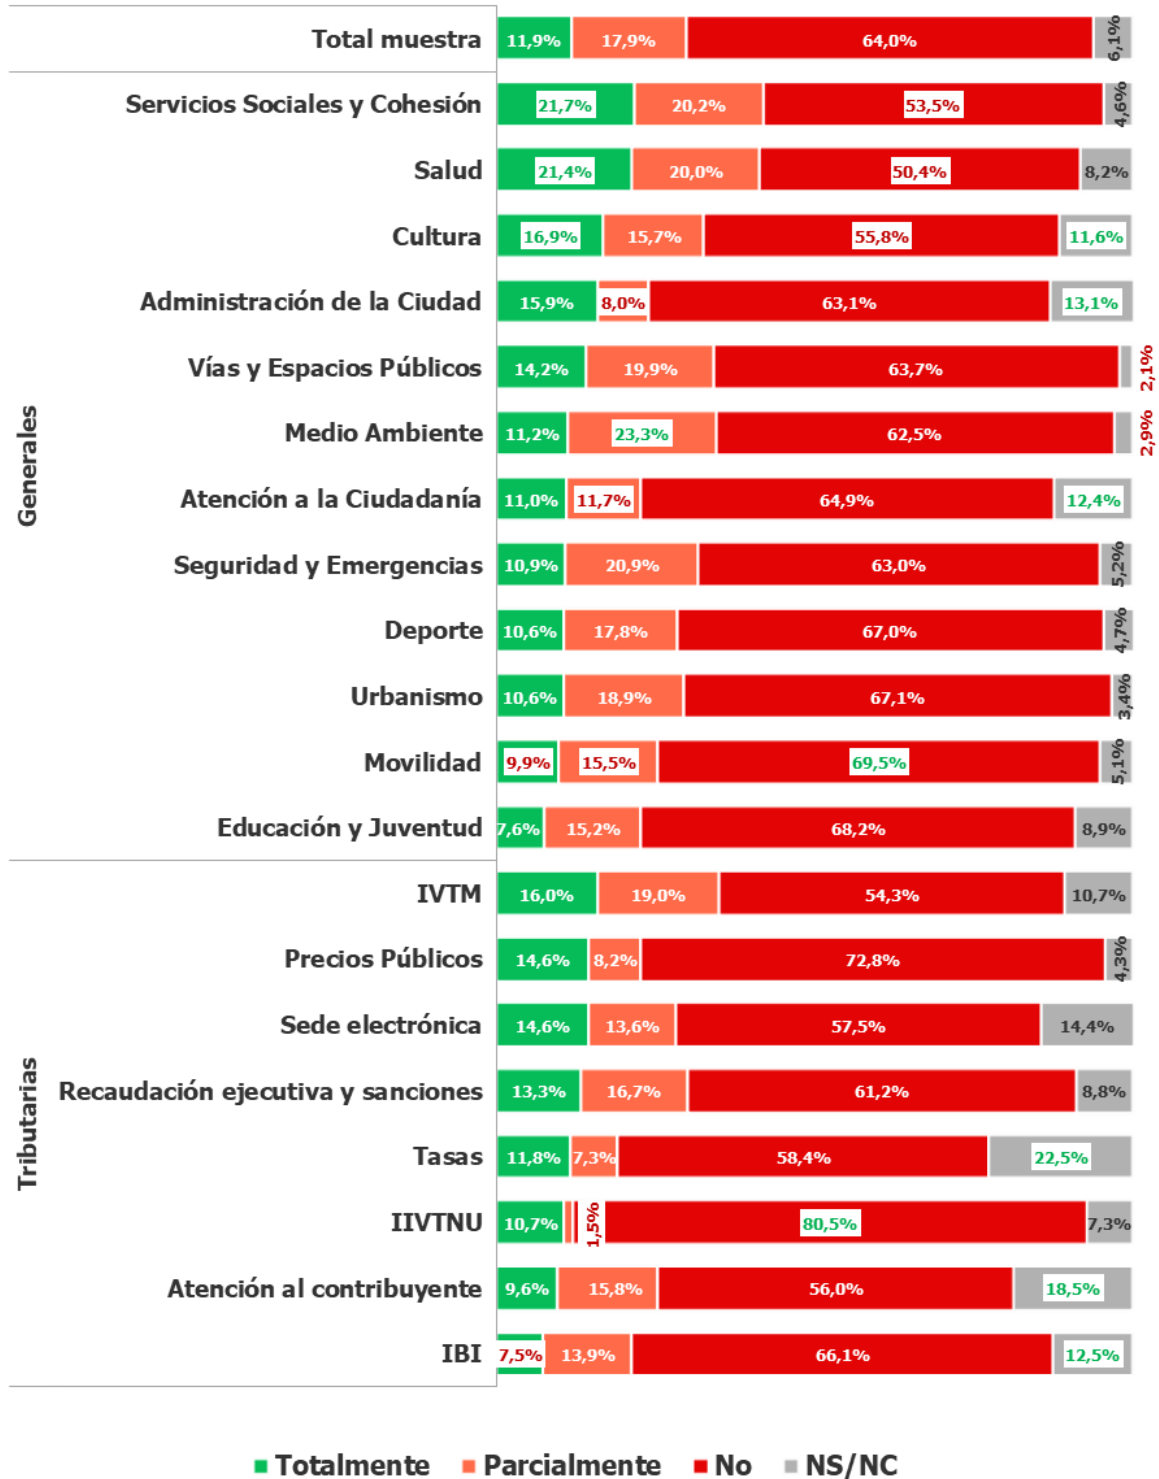 Total muestra 11,9% 17,9% 64,0% 6,1%
Generales
Servicios Sociales y Cohesión 21,7% 20,2% 53,5% 4,6%
Salud 21,4% 20,0% 50,4% 8,2%
Cultura 16,9% 15,7% 55,8% 11,6%
Administración de la Ciudad 15,9% 8,0% 63,1% 13,1%
Vías y Espacios Públicos 14,2% 19,9% 63,7% 2,1%
Medio Ambiente 11,2% 23,3% 62,5% 2,9%
Atención a la Ciudadanía 11,0% 11,7% 64,9% 12,4%
Seguridad y Emergencias 10,9% 20,9% 63,0% 5,2%
Deporte 10,6% 17,8% 67,0% 4,7%
Urbanismo 10,6% 18,9% 67,1% 3,4%
Movilidad 9,9% 15,5% 69,5% 5,1%
Educación y Juventud 7,6% 15,2% 68,2% 8,9%
Tributarias
IVTM 16,0% 19,0% 54,3% 10,7%
Precios Públicos 14,6% 8,2% 72,8% 4,3%
Sede electrónica 14,6% 13,6% 57,5% 14,4%
Recaudación ejecutiva y sanciones 13,3% 16,7% 61,2% 8,8%
Tasas 11,8% 7,3% 58,4% 22,5%
IIVTNU 10,7% 1,5% 80,5% 7,3%
Atención al contribuyente 9,6% 15,8% 56,0% 18,5%
IBI 7,5% 13,9% 66,1% 12,5%
Totalmente Parcialmente No NS/NC